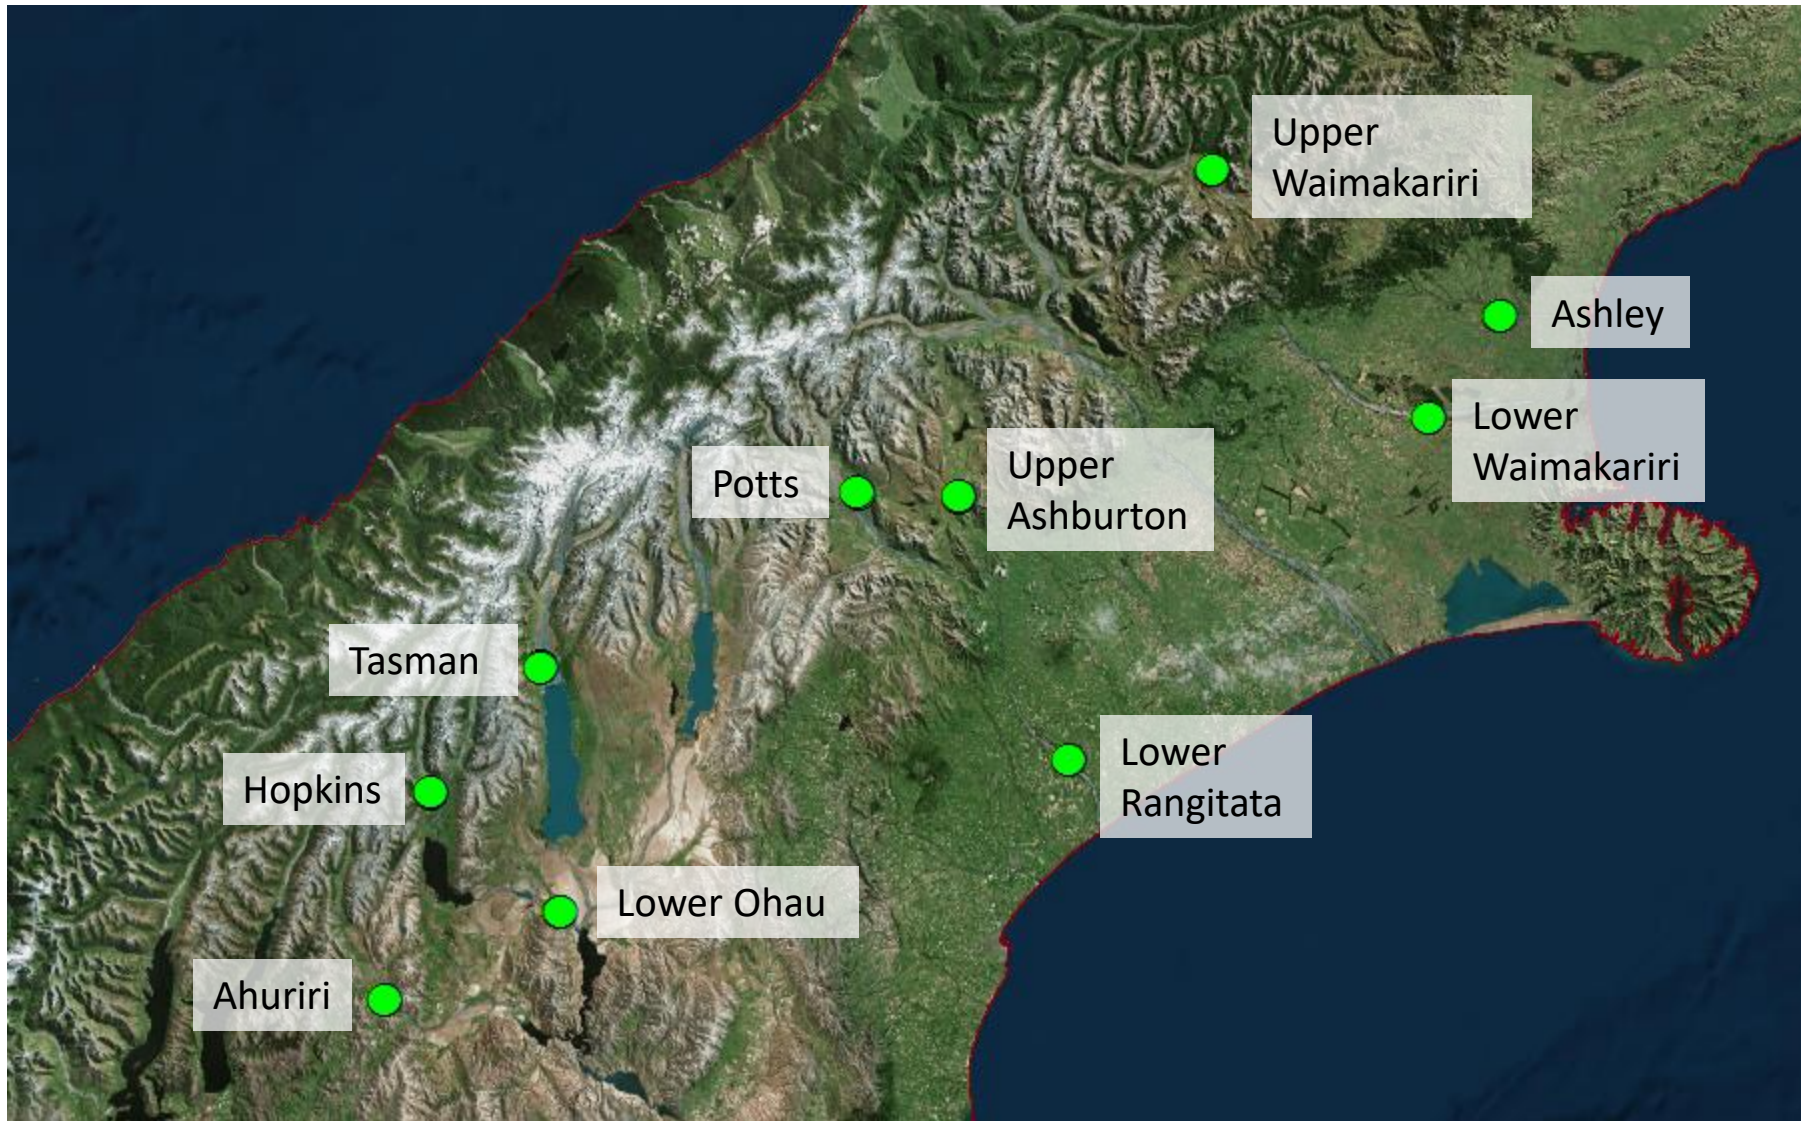 Upper
Waimakariri
Ashley
Lower
Waimakariri
Potts
Upper
Ashburton
Tasman
Lower
Rangitata
Hopkins
Lower Ohau
Ahuriri